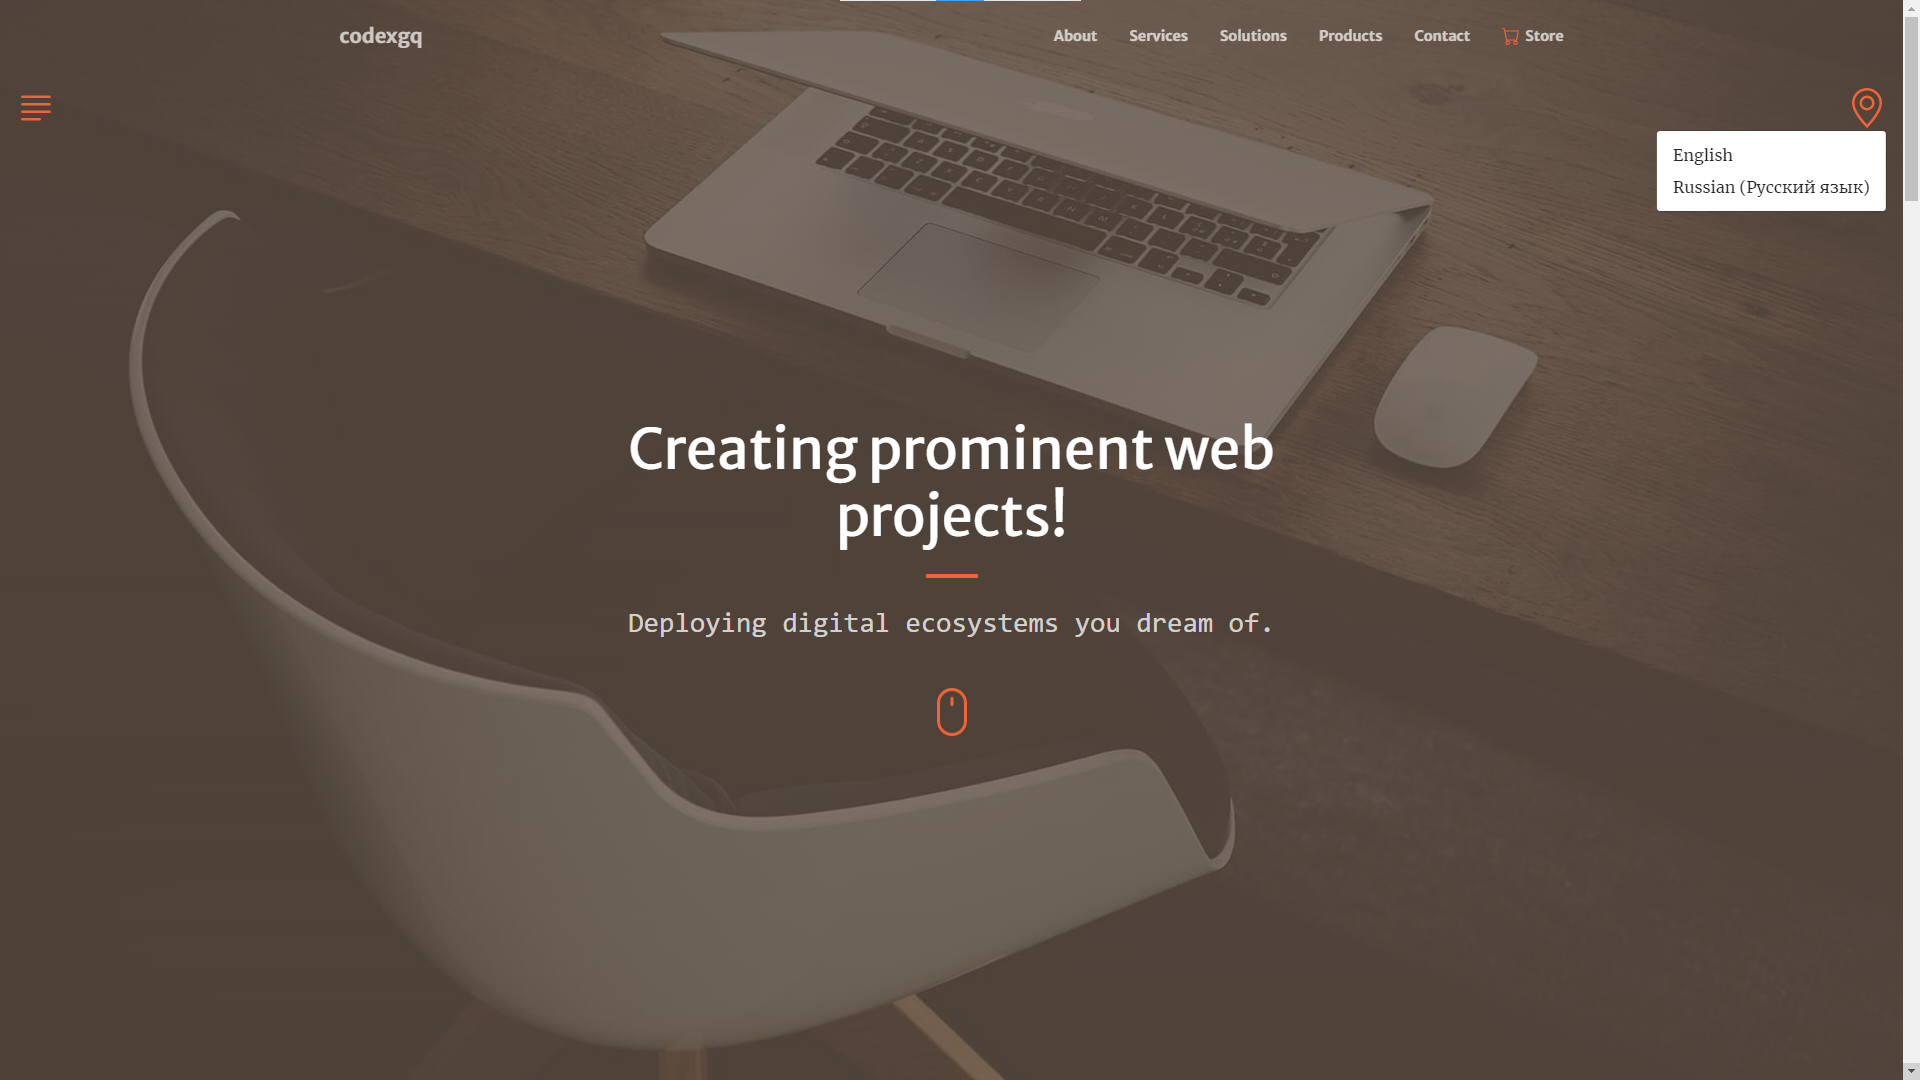 codexgq
About
Services
Solutions
Products
Contact
Store
English
Russian (Русский язык)
Creating prominent web
projects!
Deploying digital ecosystems you dream of.